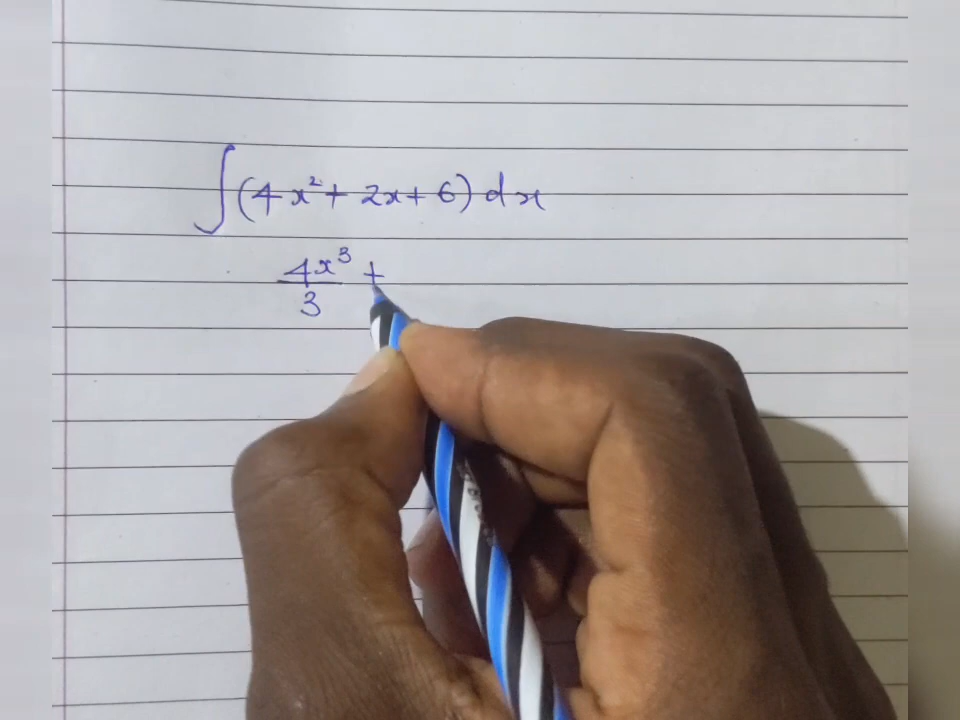 ∫(4x² + 2x + 6) dx
4x³/3 +